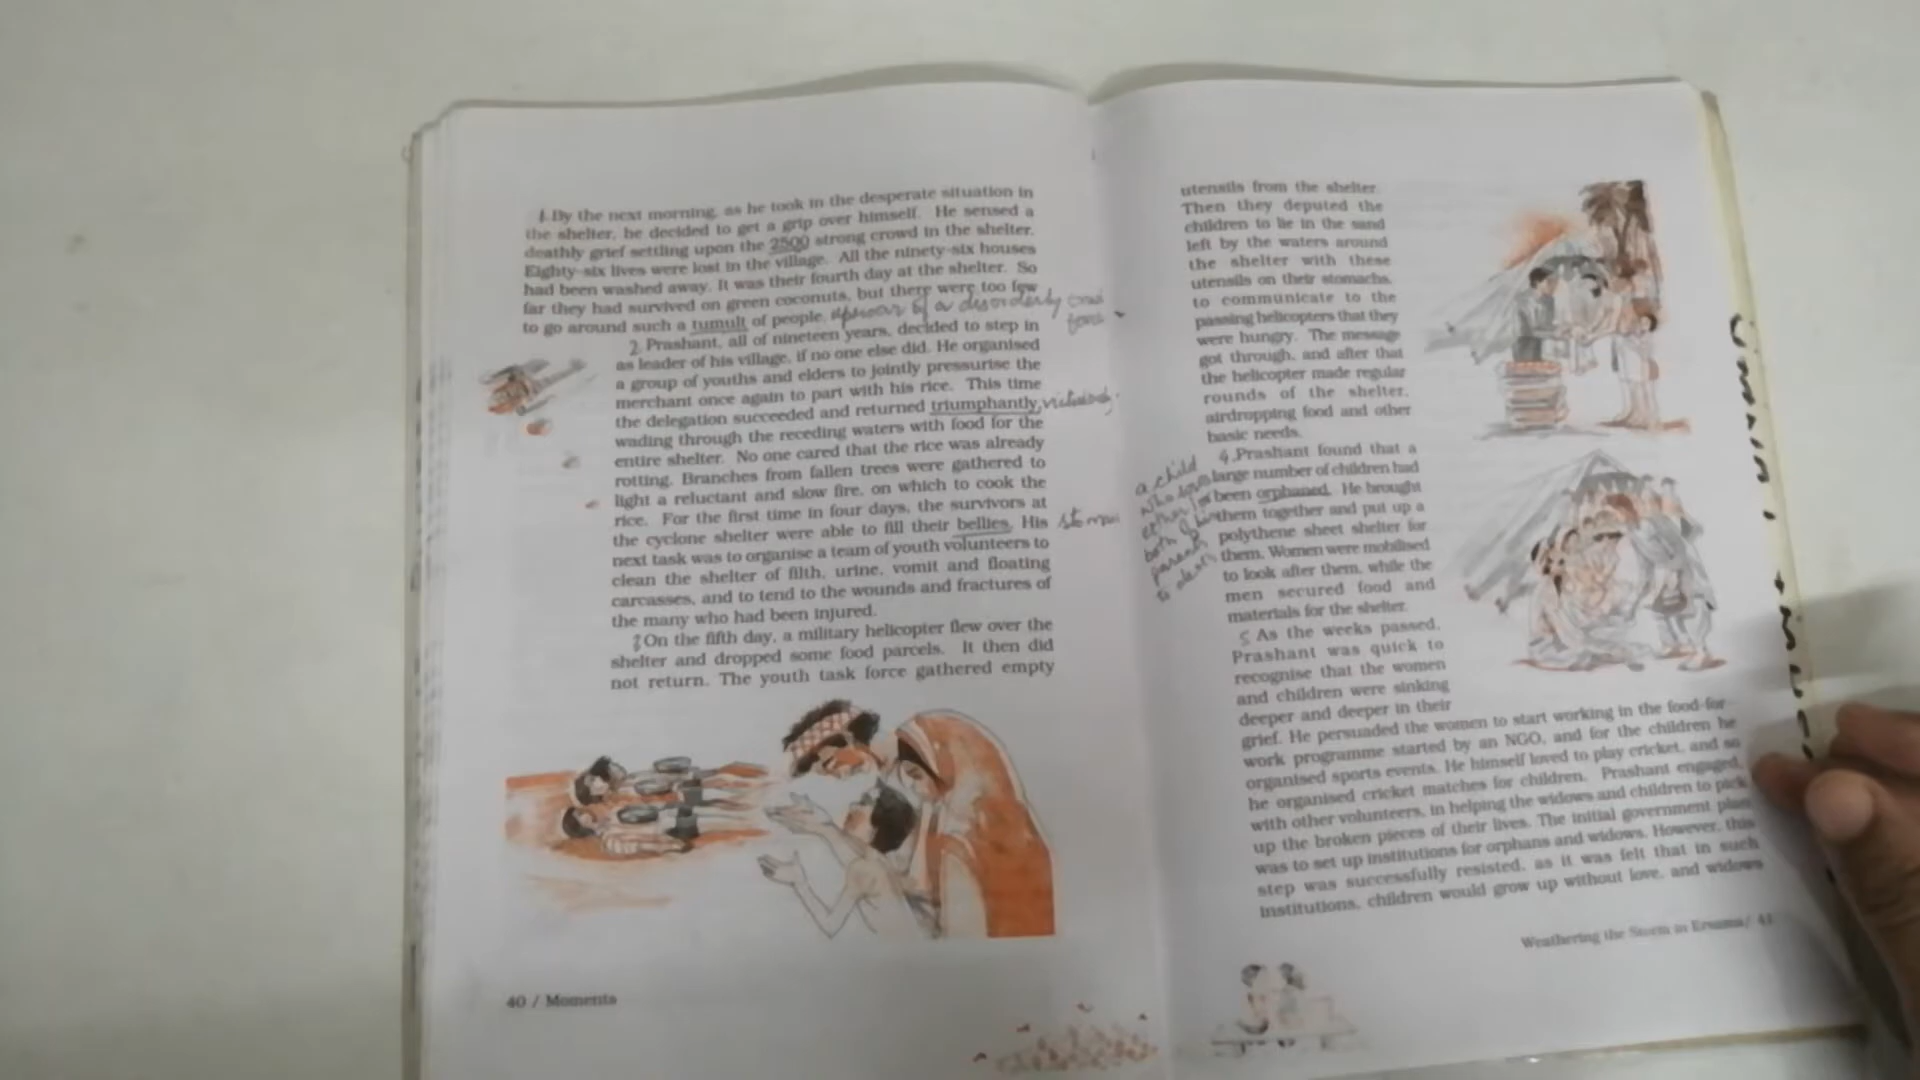 1 By the next morning, as he took in the desperate situation in
the shelter, he decided to get a grip over himself. He sensed a
deathly grief settling upon the 2500 strong crowd in the shelter.
Eighty-six lives were lost in the village. All the ninety-six houses
had been washed away. It was their fourth day at the shelter. So
far they had survived on green coconuts, but there were too few
to go around such a tumult of people. uproar of a disorderly
2 Prashant, all of nineteen years, decided to step in
as leader of his village, if no one else did. He organised
a group of youths and elders to jointly pressurise the
merchant once again to part with his rice. This time
the delegation succeeded and returned triumphantly,
wading through the receding waters with food for the
entire shelter. No one cared that the rice was already
rotting. Branches from fallen trees were gathered to
light a reluctant and slow fire, on which to cook the
rice. For the first time in four days, the survivors at
the cyclone shelter were able to fill their bellies. His
next task was to organise a team of youth volunteers to
clean the shelter of filth, urine, vomit and floating
carcasses, and to tend to the wounds and fractures of
the many who had been injured.
3 On the fifth day, a military helicopter flew over the
shelter and dropped some food parcels. It then did
not return. The youth task force gathered empty
40 / Moments
utensils from the shelter.
Then they deputed the
children to lie in the sand
left by the waters around
the shelter with these
utensils on their stomachs,
to communicate to the
passing helicopters that they
were hungry. The message
got through, and after that
the helicopter made regular
rounds of the shelter,
airdropping food and other
basic needs.
4 Prashant found that a
large number of children had
been orphaned. He brought
them together and put up a
polythene sheet shelter for
them. Women were mobilised
to look after them, while the
men secured food and
materials for the shelter.
5 As the weeks passed,
Prashant was quick to
recognise that the women
and children were sinking
deeper and deeper in their
grief. He persuaded the women to start working in the food-for-
work programme started by an NGO, and for the children he
organised sports events. He himself loved to play cricket, and so
he organised cricket matches for children. Prashant engaged,
with other volunteers, in helping the widows and children to pick
up the broken pieces of their lives. The initial government plan
was to set up institutions for orphans and widows. However, this
step was successfully resisted, as it was felt that in such
institutions, children would grow up without love, and widows
Weathering the Storm in Ersama/ 41
a child